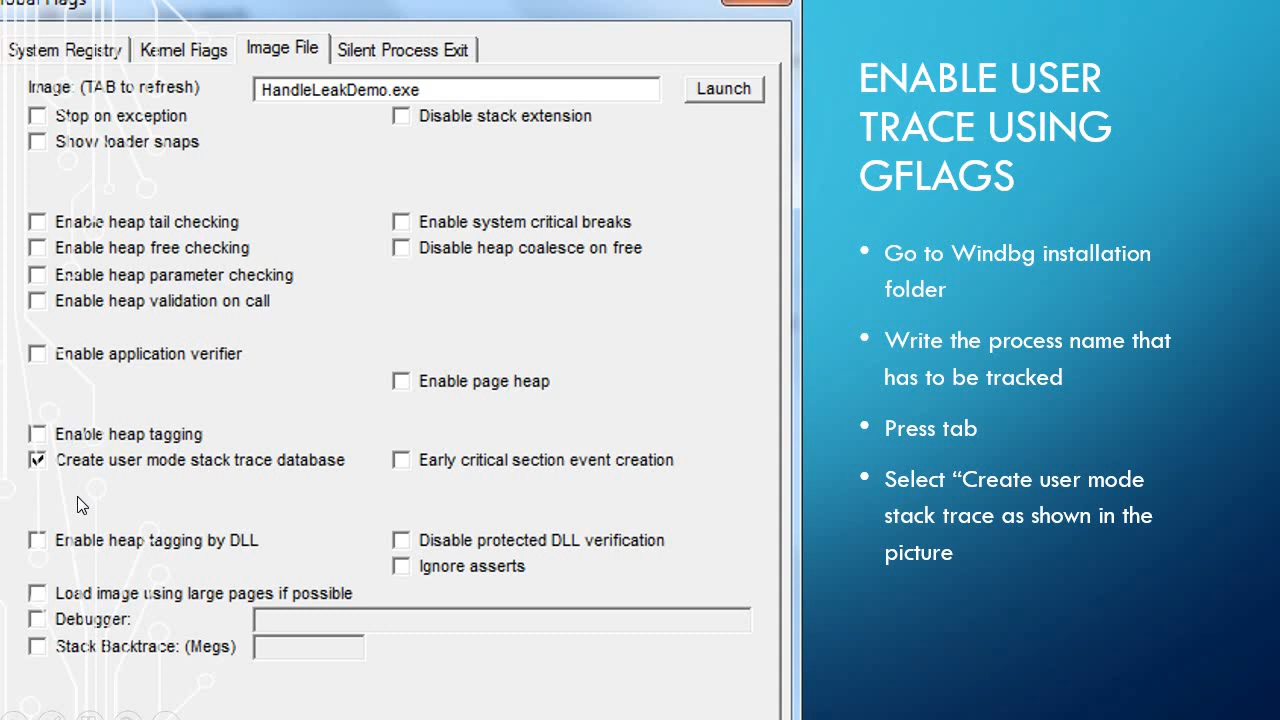 System Registry Kernel Flags Image File Silent Process Exit
Image: (TAB to refresh) HandleLeakDemo.exe Launch
Stop on exception Disable stack extension
Show loader snaps
Enable heap tail checking Enable system critical breaks
Enable heap free checking Disable heap coalesce on free
Enable heap parameter checking
Enable heap validation on call
Enable application verifier
Enable page heap
Enable heap tagging
Create user mode stack trace database Early critical section event creation
Enable heap tagging by DLL Disable protected DLL verification
Ignore asserts
Load image using large pages if possible
Debugger:
Stack Backtrace: (Megs)
ENABLE USER
TRACE USING
GFLAGS
• Go to Windbg installation
folder
• Write the process name that
has to be tracked
• Press tab
• Select “Create user mode
stack trace as shown in the
picture